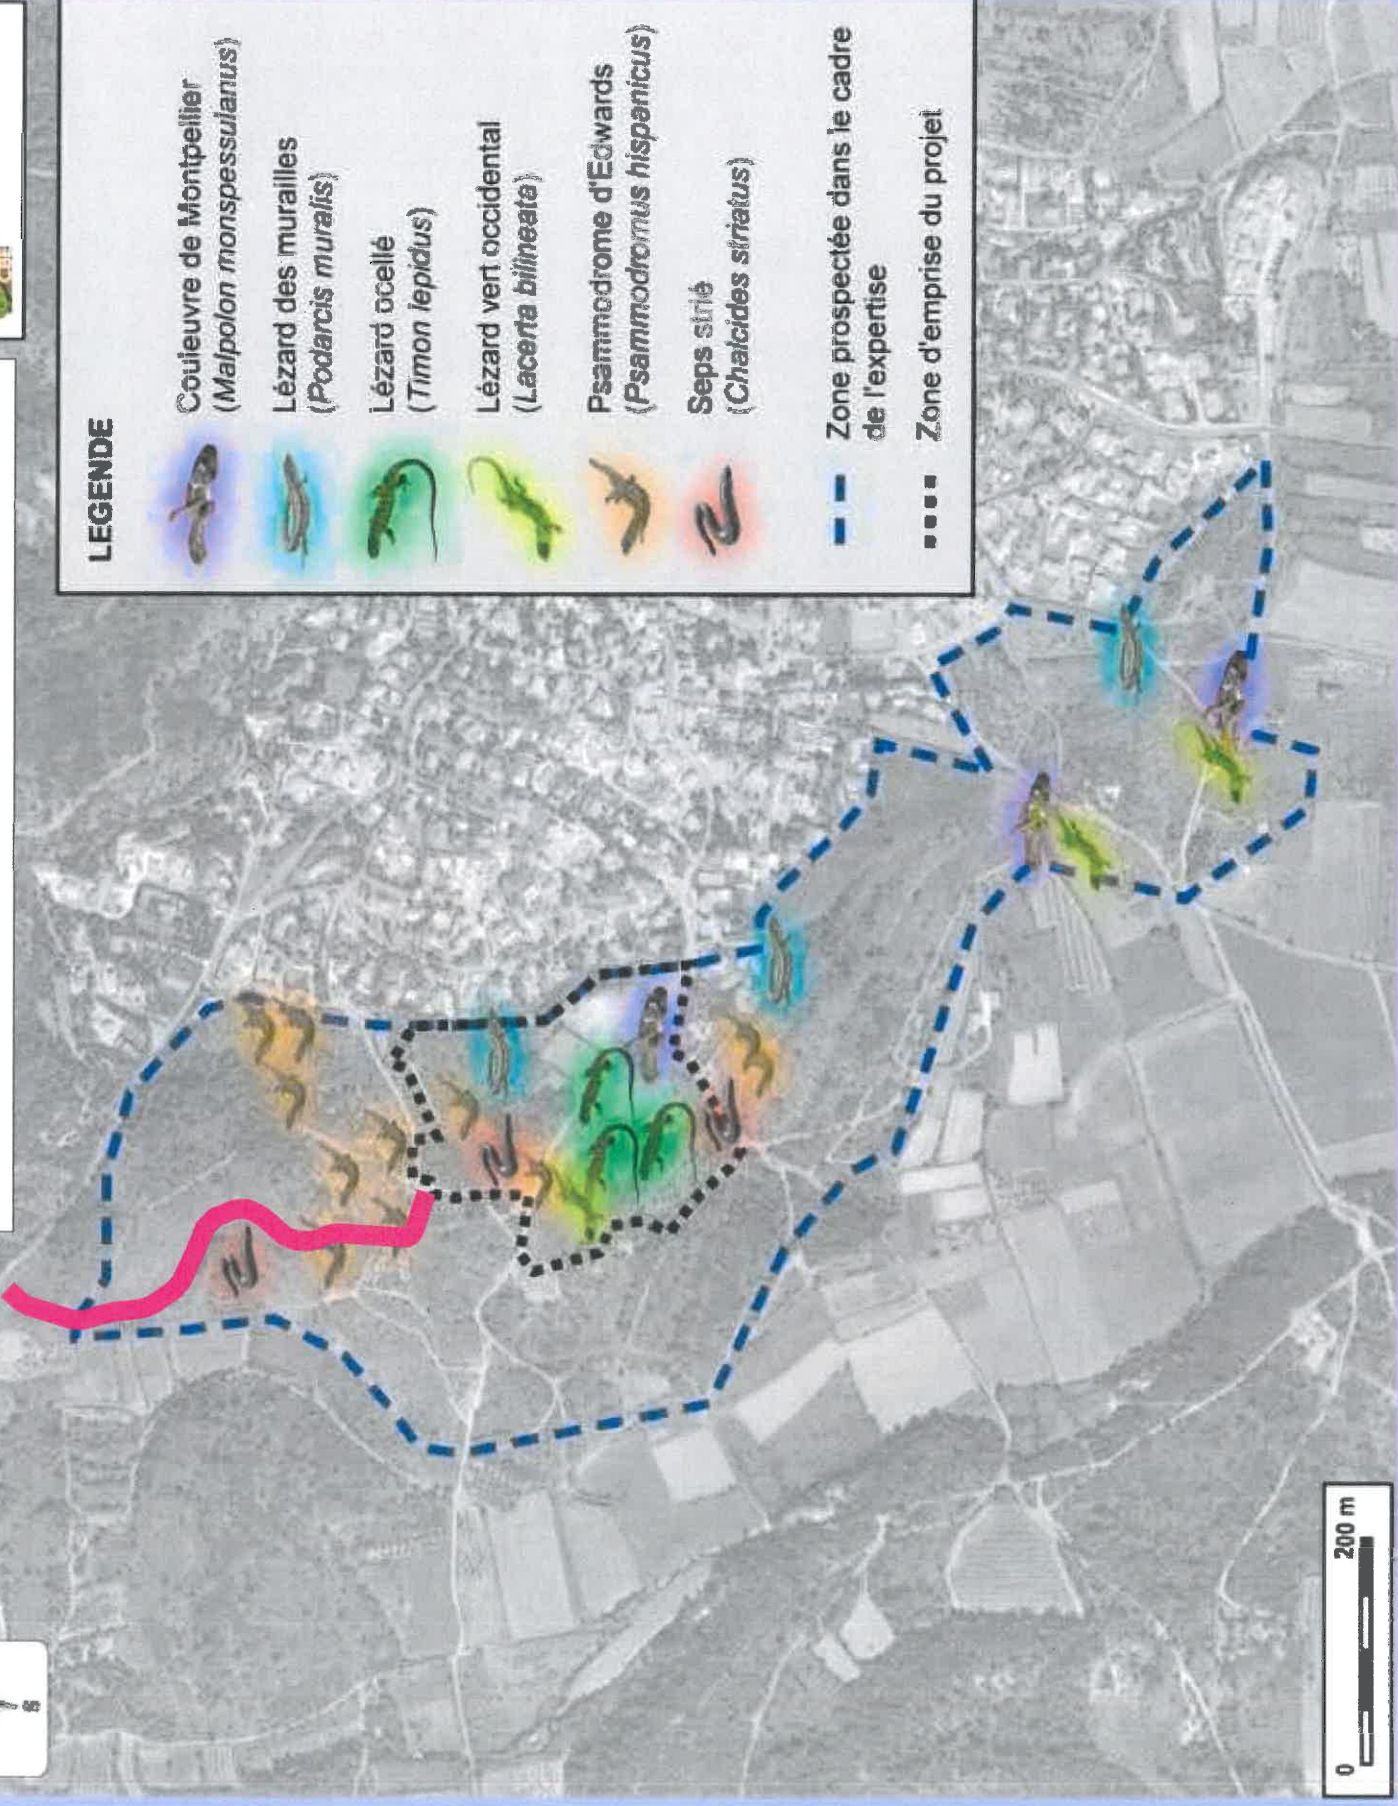 LEGENDE
Couleuvre de Montpellier
(Malpolon monspessulanus)
Lézard des murailles
(Podarcis muralis)
Lézard ocellé
(Timon lepidus)
Lézard vert occidental
(Lacerta bilineata)
Psammodrome d'Edwards
(Psammodromus hispanicus)
Seps strié
(Chalcides striatus)
Zone prospectée dans le cadre
de l'expertise
Zone d'emprise du projet
0 200 m